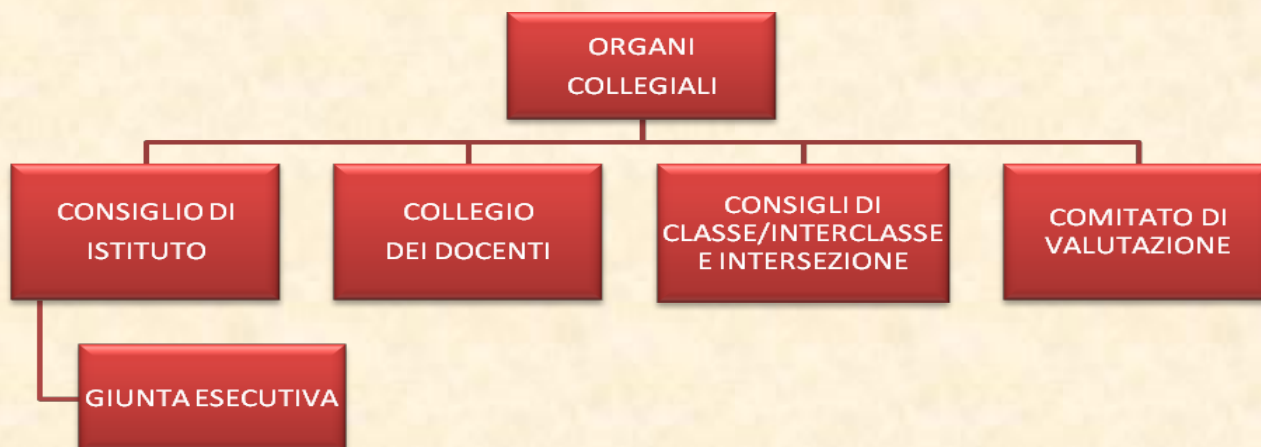 ORGANI
COLLEGIALI
CONSIGLIO DI
ISTITUTO
COLLEGIO
DEI DOCENTI
CONSIGLI DI
CLASSE/INTERCLASSE
E INTERSEZIONE
COMITATO DI
VALUTAZIONE
GIUNTA ESECUTIVA